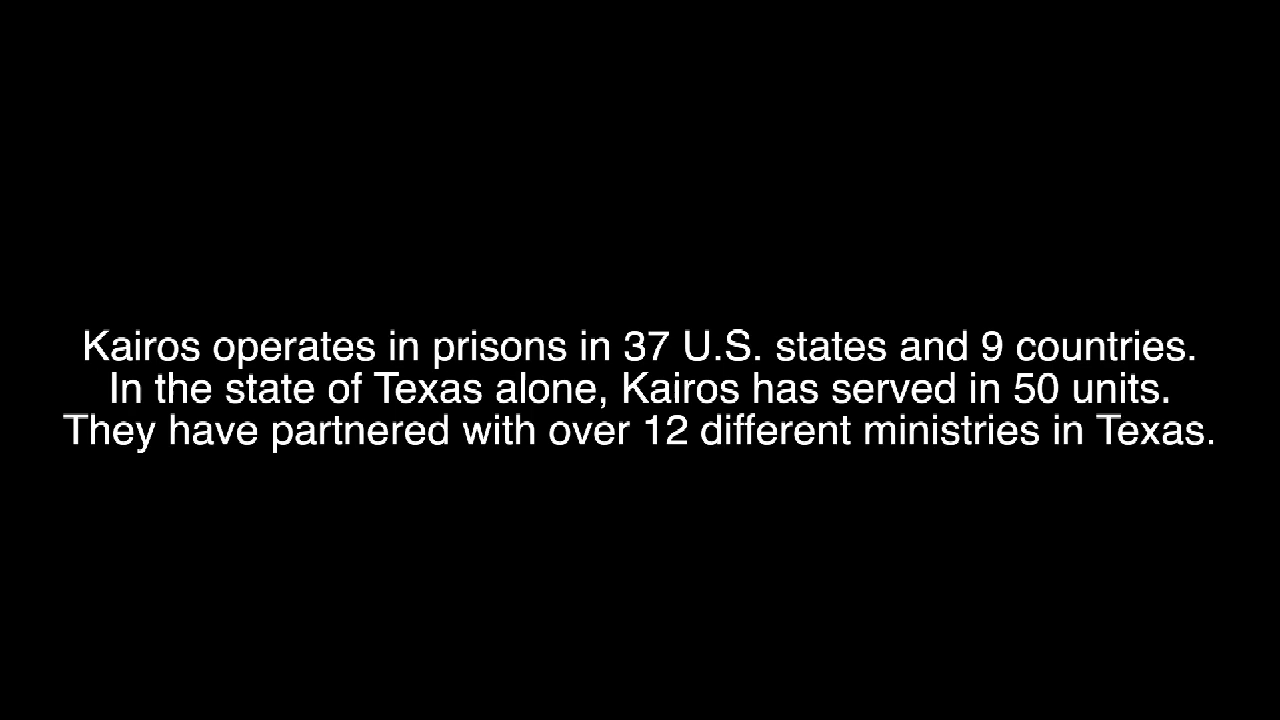 Kairos operates in prisons in 37 U.S. states and 9 countries.
In the state of Texas alone, Kairos has served in 50 units.
They have partnered with over 12 different ministries in Texas.